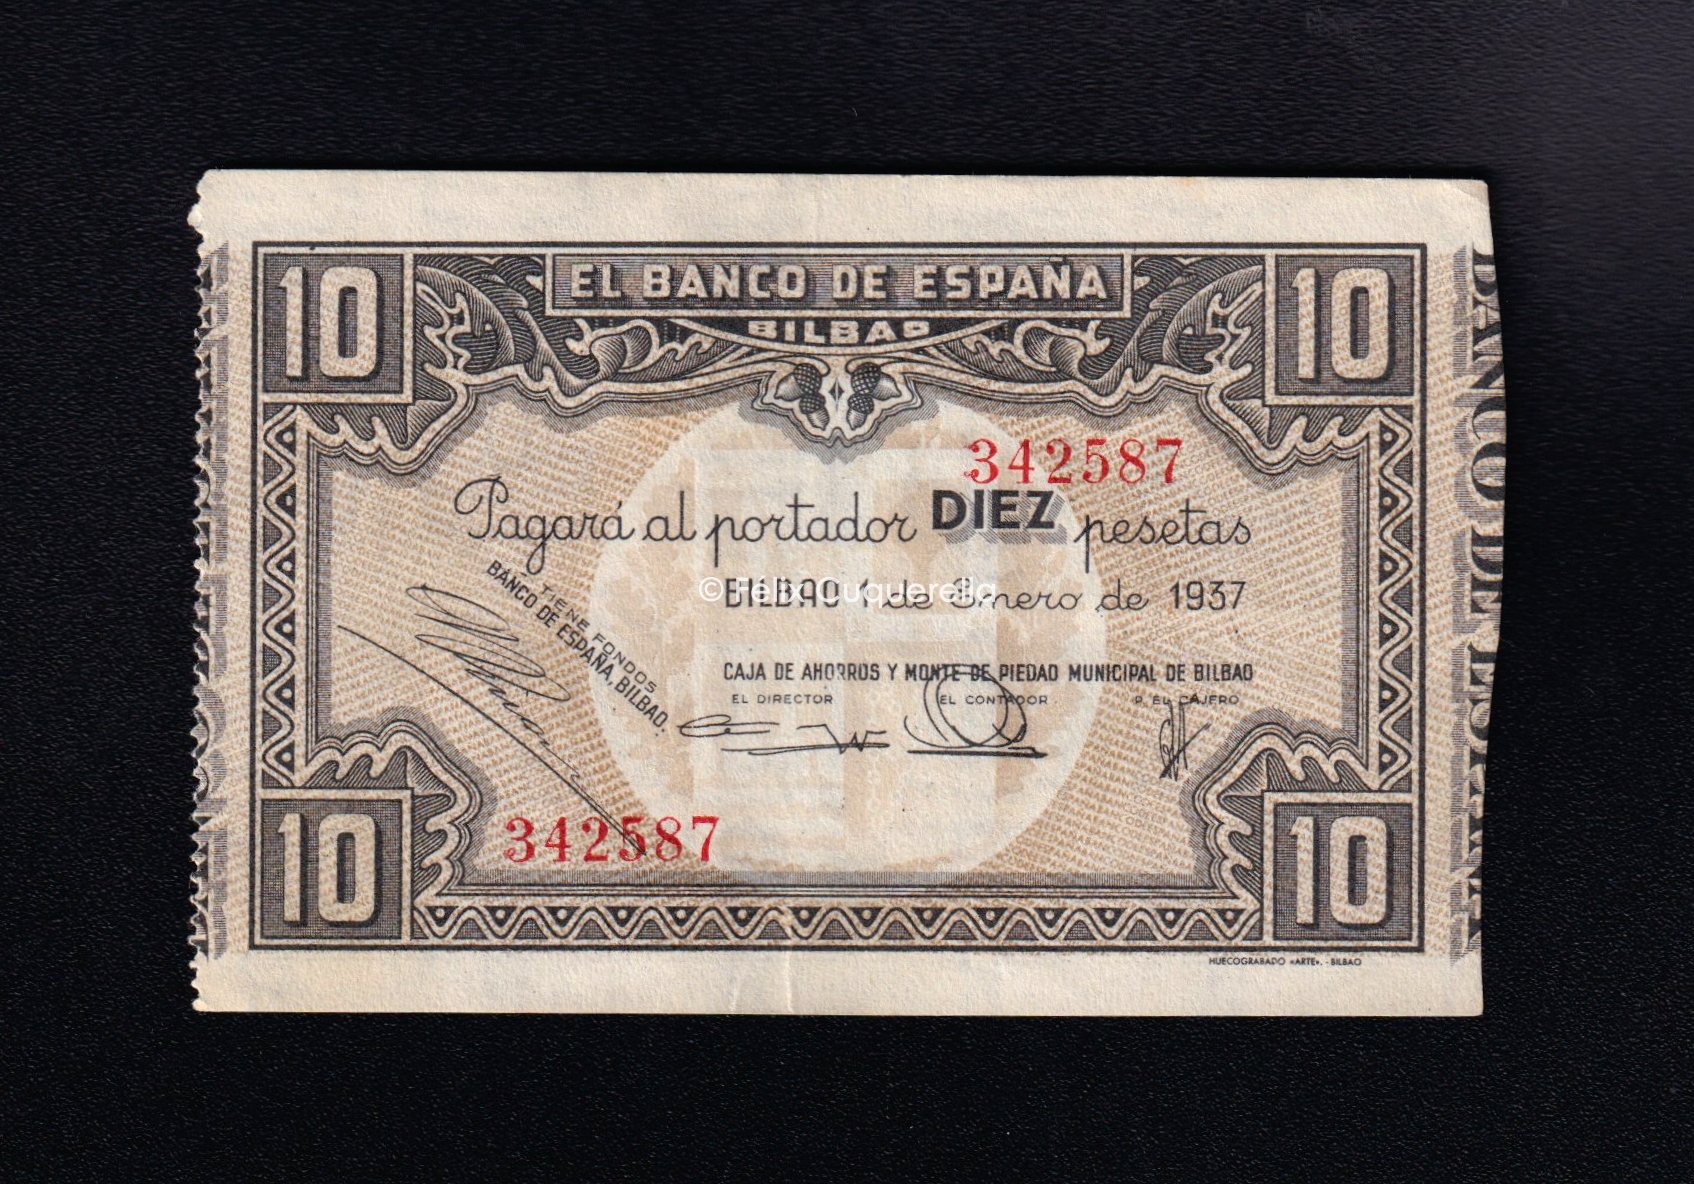 10 EL BANCO DE ESPAÑA 10
BILBAO
342587
Pagará al portador DIEZ pesetas
© Felix Cuquerella
BILBAO 1 de Enero de 1937
TIENE FONDOS
BANCO DE ESPAÑA, BILBAO.
CAJA DE AHORROS Y MONTE DE PIEDAD MUNICIPAL DE BILBAO
EL DIRECTOR EL CONTADOR P. EL CAJERO
342587
10 10
HUECOGRABADO «ARTE». - BILBAO
BANCO DE ESPAÑA